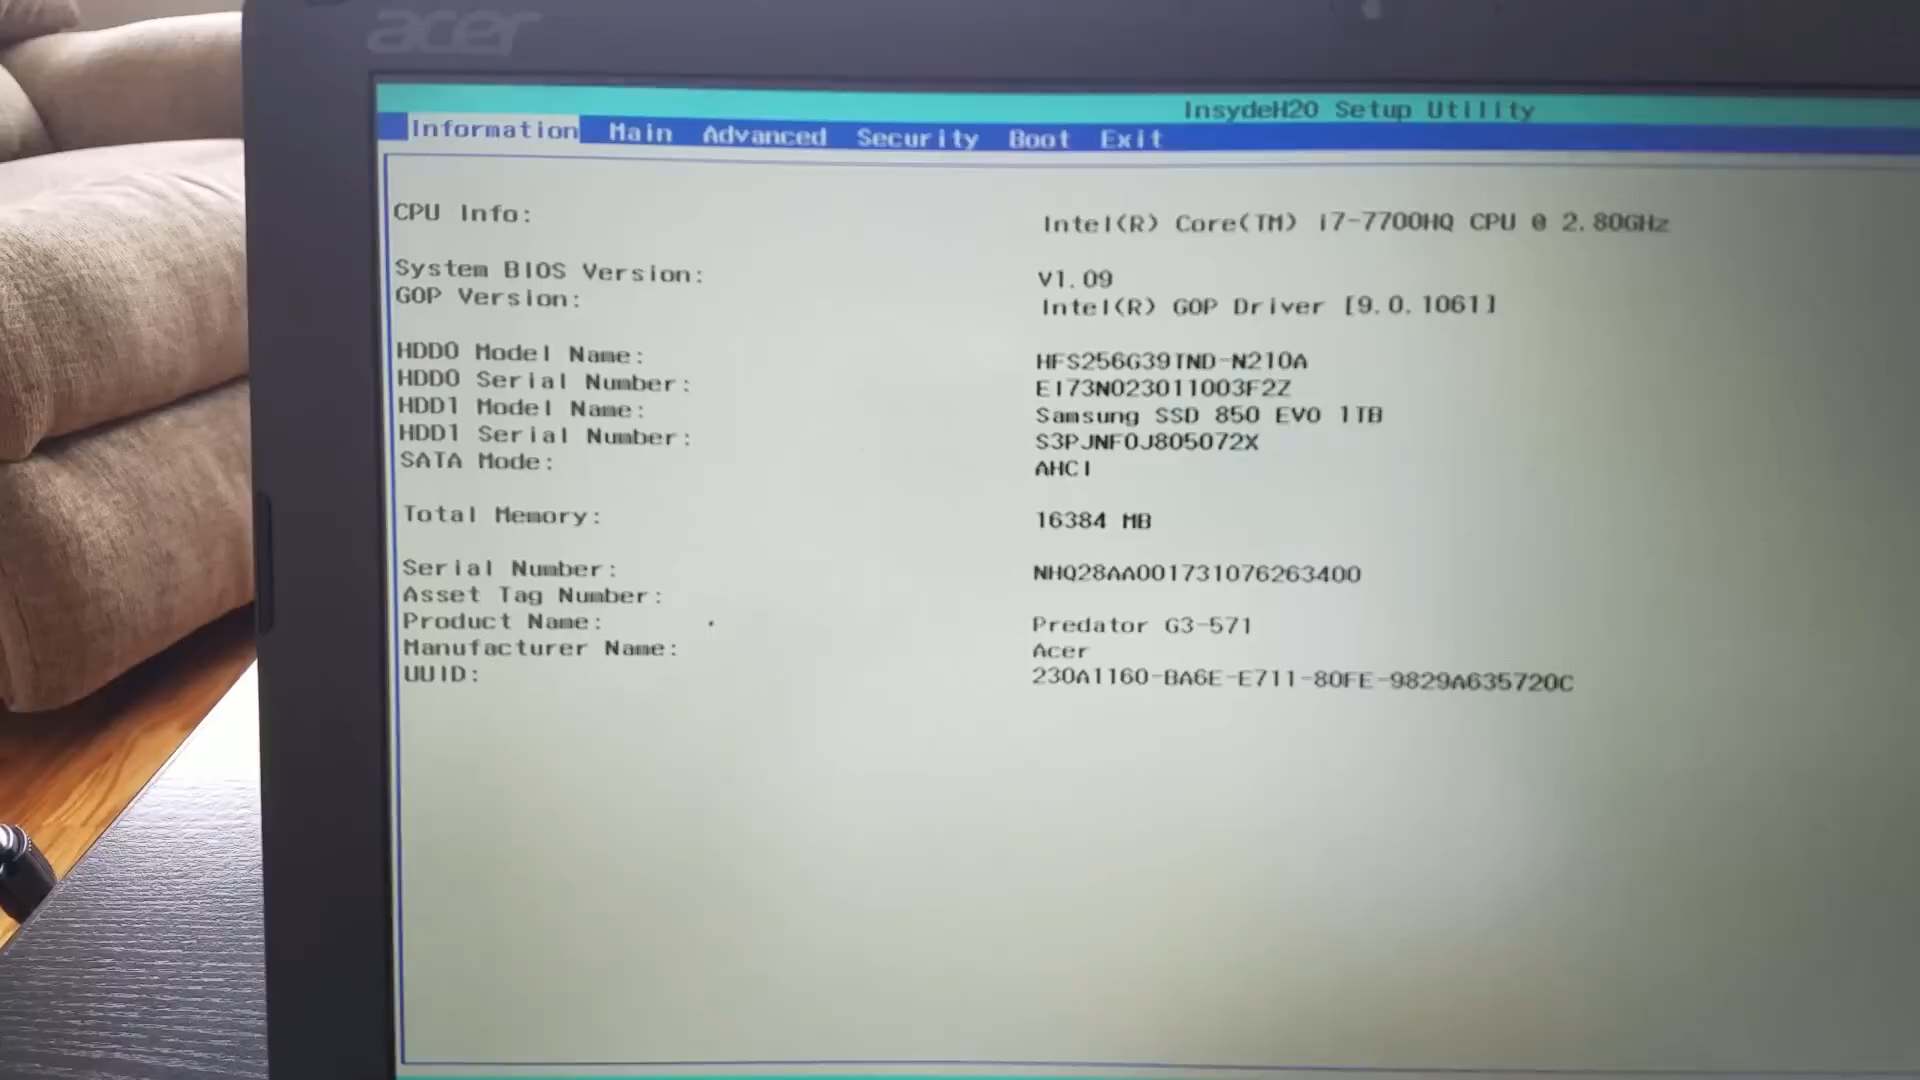 acer
InsydeH20 Setup Utility
Information Main Advanced Security Boot Exit
CPU Info: Intel(R) Core(TM) i7-7700HQ CPU @ 2.80GHz
System BIOS Version: V1.09
GOP Version: Intel(R) GOP Driver [9.0.1061]
HDD0 Model Name: HFS256G39TND-N210A
HDD0 Serial Number: EI73N023011003F2Z
HDD1 Model Name: Samsung SSD 850 EVO 1TB
HDD1 Serial Number: S3PJNF0J805072X
SATA Mode: AHCI
Total Memory: 16384 MB
Serial Number: NHQ28AA001731076263400
Asset Tag Number:
Product Name: Predator G3-571
Manufacturer Name: Acer
UUID: 230A1160-BA6E-E711-80FE-9829A635720C